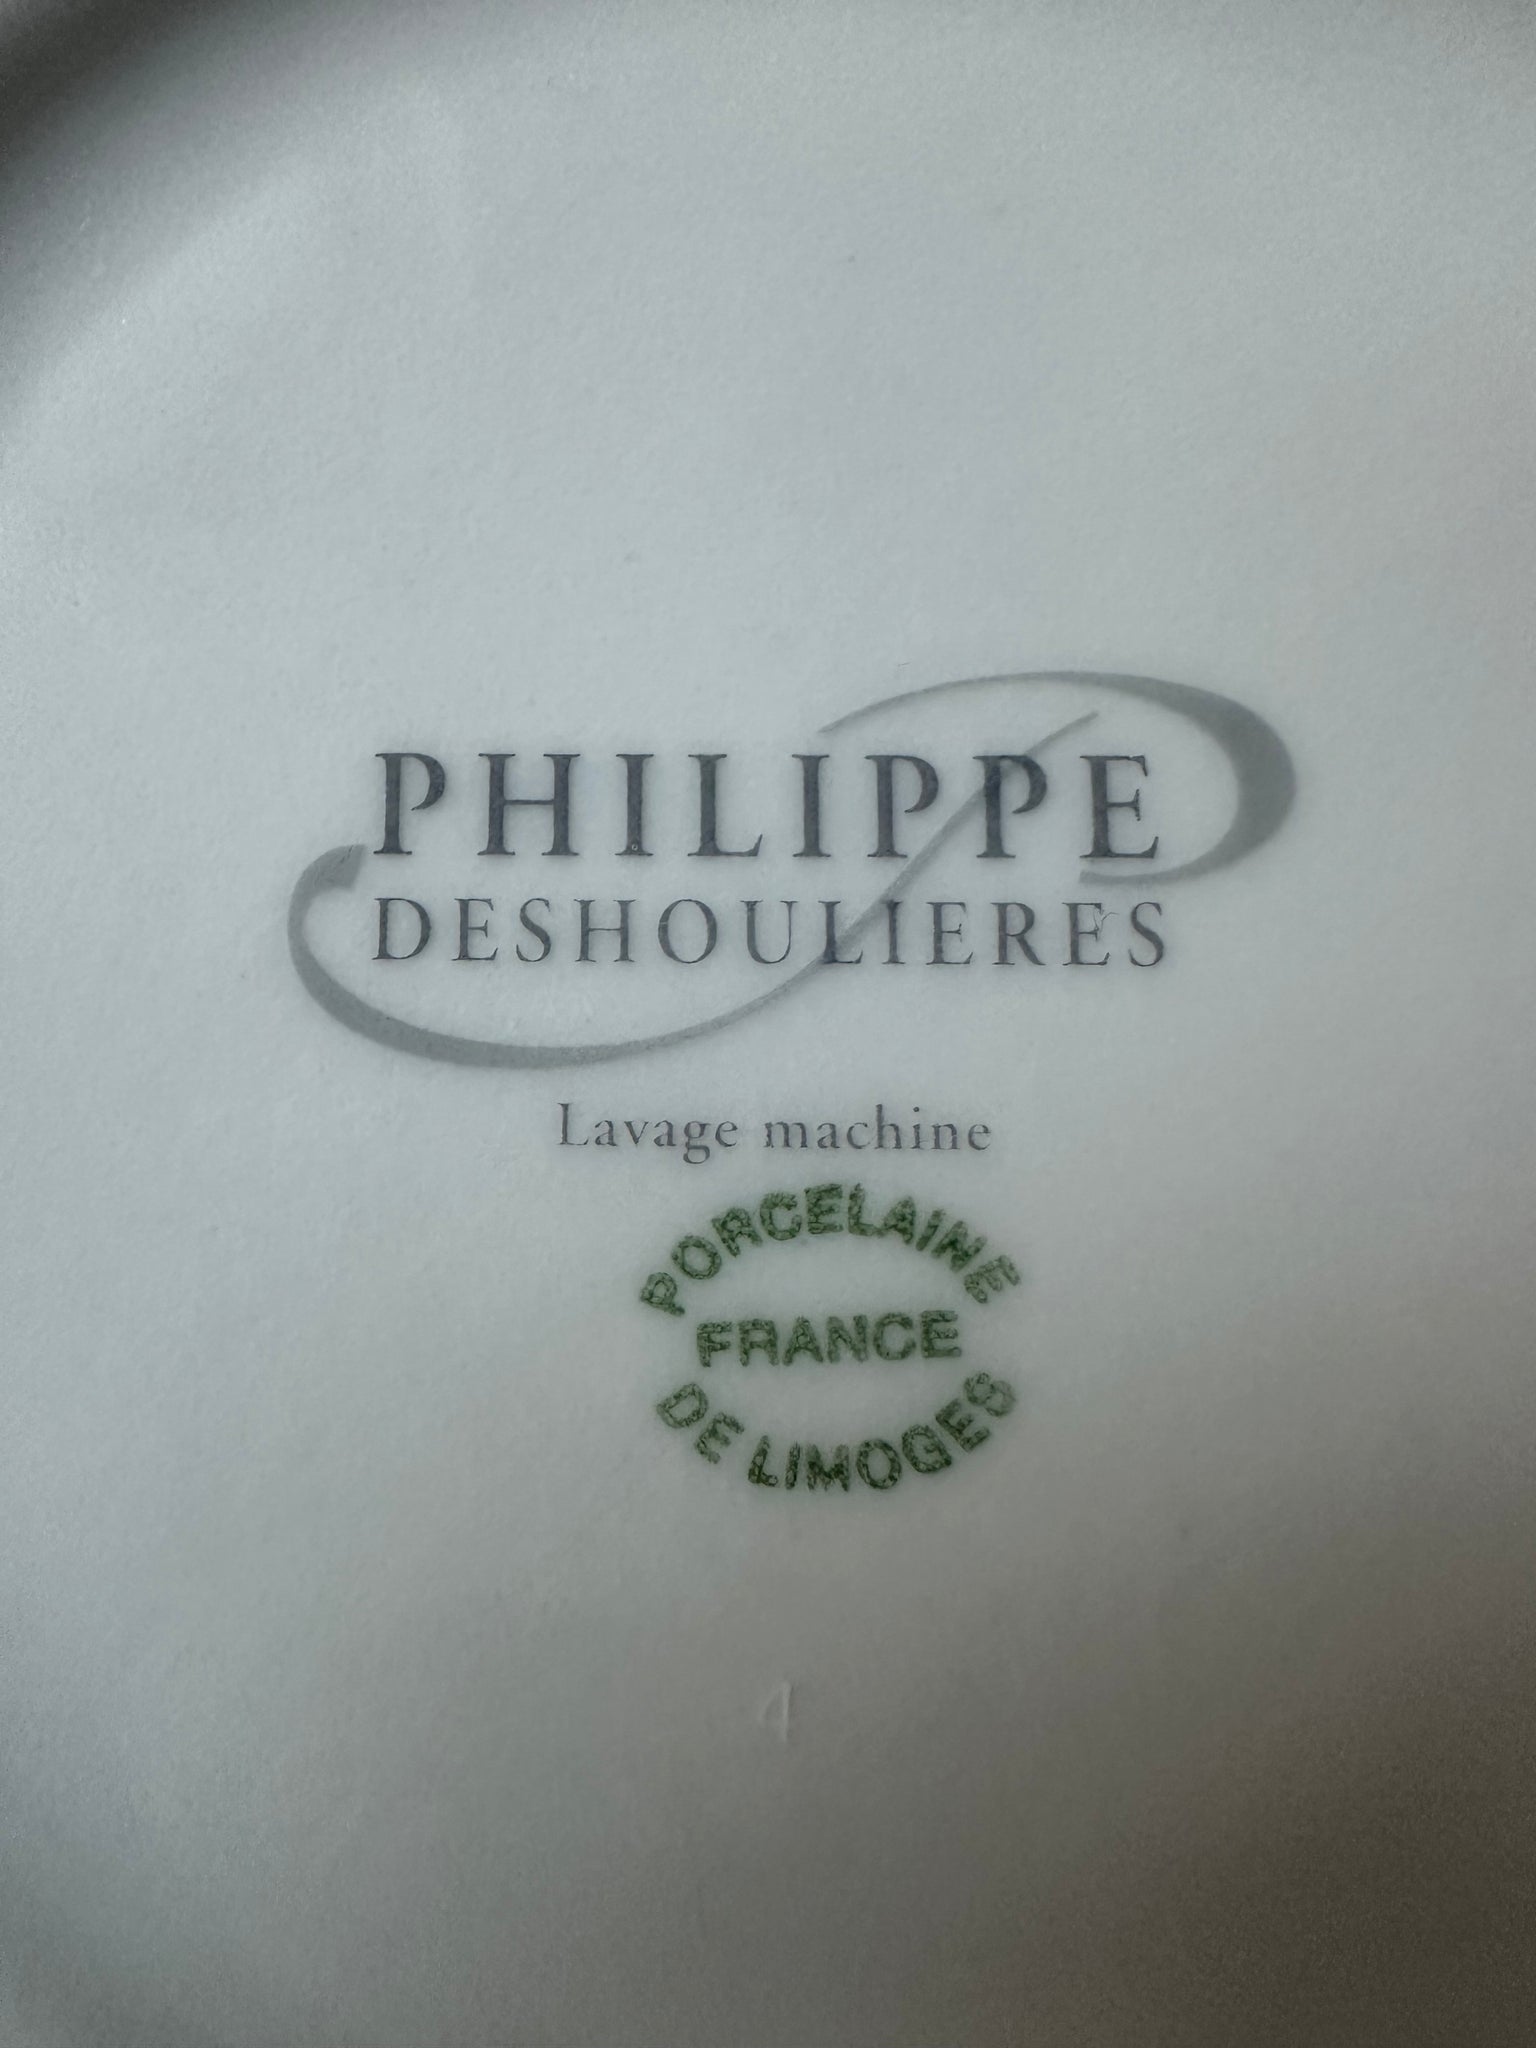 PHILIPPE
DESHOULIERES
Lavage machine
PORCELAINE
FRANCE
DE LIMOGES